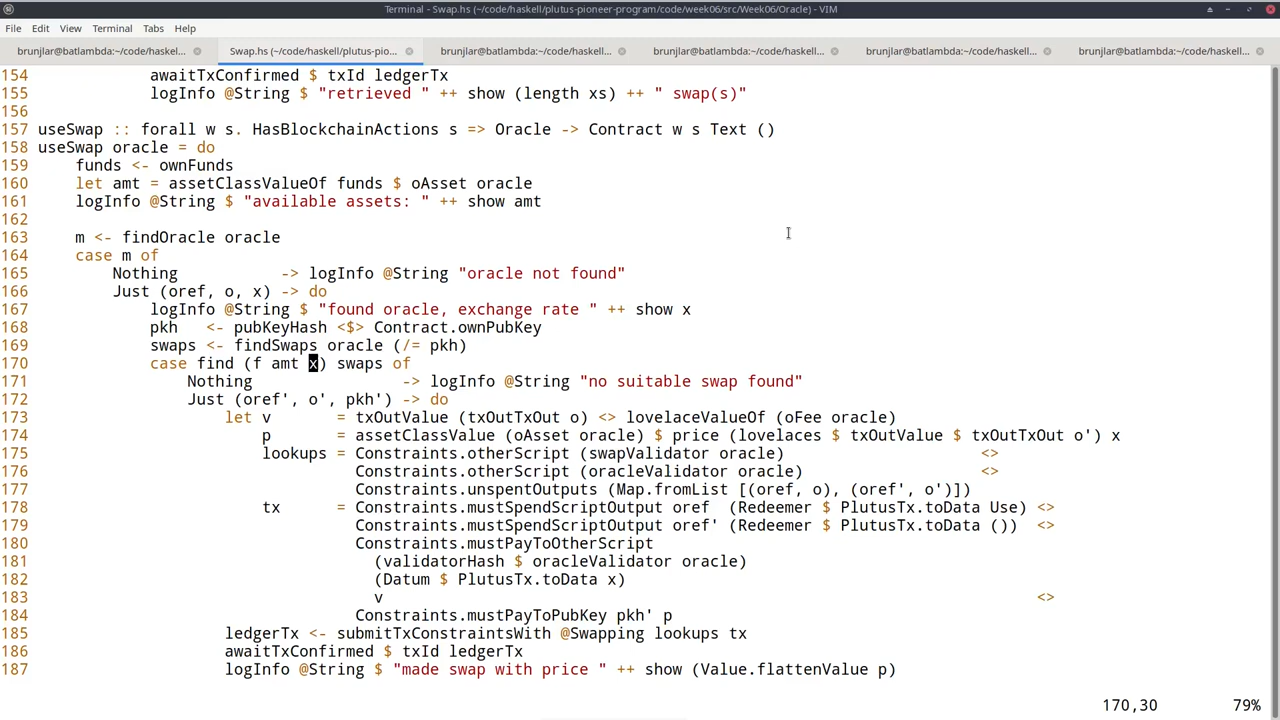 Terminal - Swap.hs (~/code/haskell/plutus-pioneer-program/code/week06/src/Week06/Oracle) - VIM
File Edit View Terminal Tabs Help
brunjlar@batlambda:~/code/haskell... Swap.hs (~/code/haskell/plutus-pio... brunjlar@batlambda:~/code/haskell... brunjlar@batlambda:~/code/haskell... brunjlar@batlambda:~/code/haskell... brunjlar@batlambda:~/code/haskell...
154             awaitTxConfirmed $ txId ledgerTx
155             logInfo @String $ "retrieved " ++ show (length xs) ++ " swap(s)"
156
157 useSwap :: forall w s. HasBlockchainActions s => Oracle -> Contract w s Text ()
158 useSwap oracle = do
159     funds <- ownFunds
160     let amt = assetClassValueOf funds $ oAsset oracle
161     logInfo @String $ "available assets: " ++ show amt
162
163     m <- findOracle oracle
164     case m of
165         Nothing           -> logInfo @String "oracle not found"
166         Just (oref, o, x) -> do
167             logInfo @String $ "found oracle, exchange rate " ++ show x
168             pkh   <- pubKeyHash <$> Contract.ownPubKey
169             swaps <- findSwaps oracle (/= pkh)
170             case find (f amt x) swaps of
171                 Nothing                -> logInfo @String "no suitable swap found"
172                 Just (oref', o', pkh') -> do
173                     let v       = txOutValue (txOutTxOut o) <> lovelaceValueOf (oFee oracle)
174                         p       = assetClassValue (oAsset oracle) $ price (lovelaces $ txOutValue $ txOutTxOut o') x
175                         lookups = Constraints.otherScript (swapValidator oracle)                     <>
176                                   Constraints.otherScript (oracleValidator oracle)                   <>
177                                   Constraints.unspentOutputs (Map.fromList [(oref, o), (oref', o')])
178                         tx      = Constraints.mustSpendScriptOutput oref  (Redeemer $ PlutusTx.toData Use) <>
179                                   Constraints.mustSpendScriptOutput oref' (Redeemer $ PlutusTx.toData ())  <>
180                                   Constraints.mustPayToOtherScript
181                                     (validatorHash $ oracleValidator oracle)
182                                     (Datum $ PlutusTx.toData x)
183                                     v                                                                      <>
184                                   Constraints.mustPayToPubKey pkh' p
185                     ledgerTx <- submitTxConstraintsWith @Swapping lookups tx
186                     awaitTxConfirmed $ txId ledgerTx
187                     logInfo @String $ "made swap with price " ++ show (Value.flattenValue p)
170,30 79%